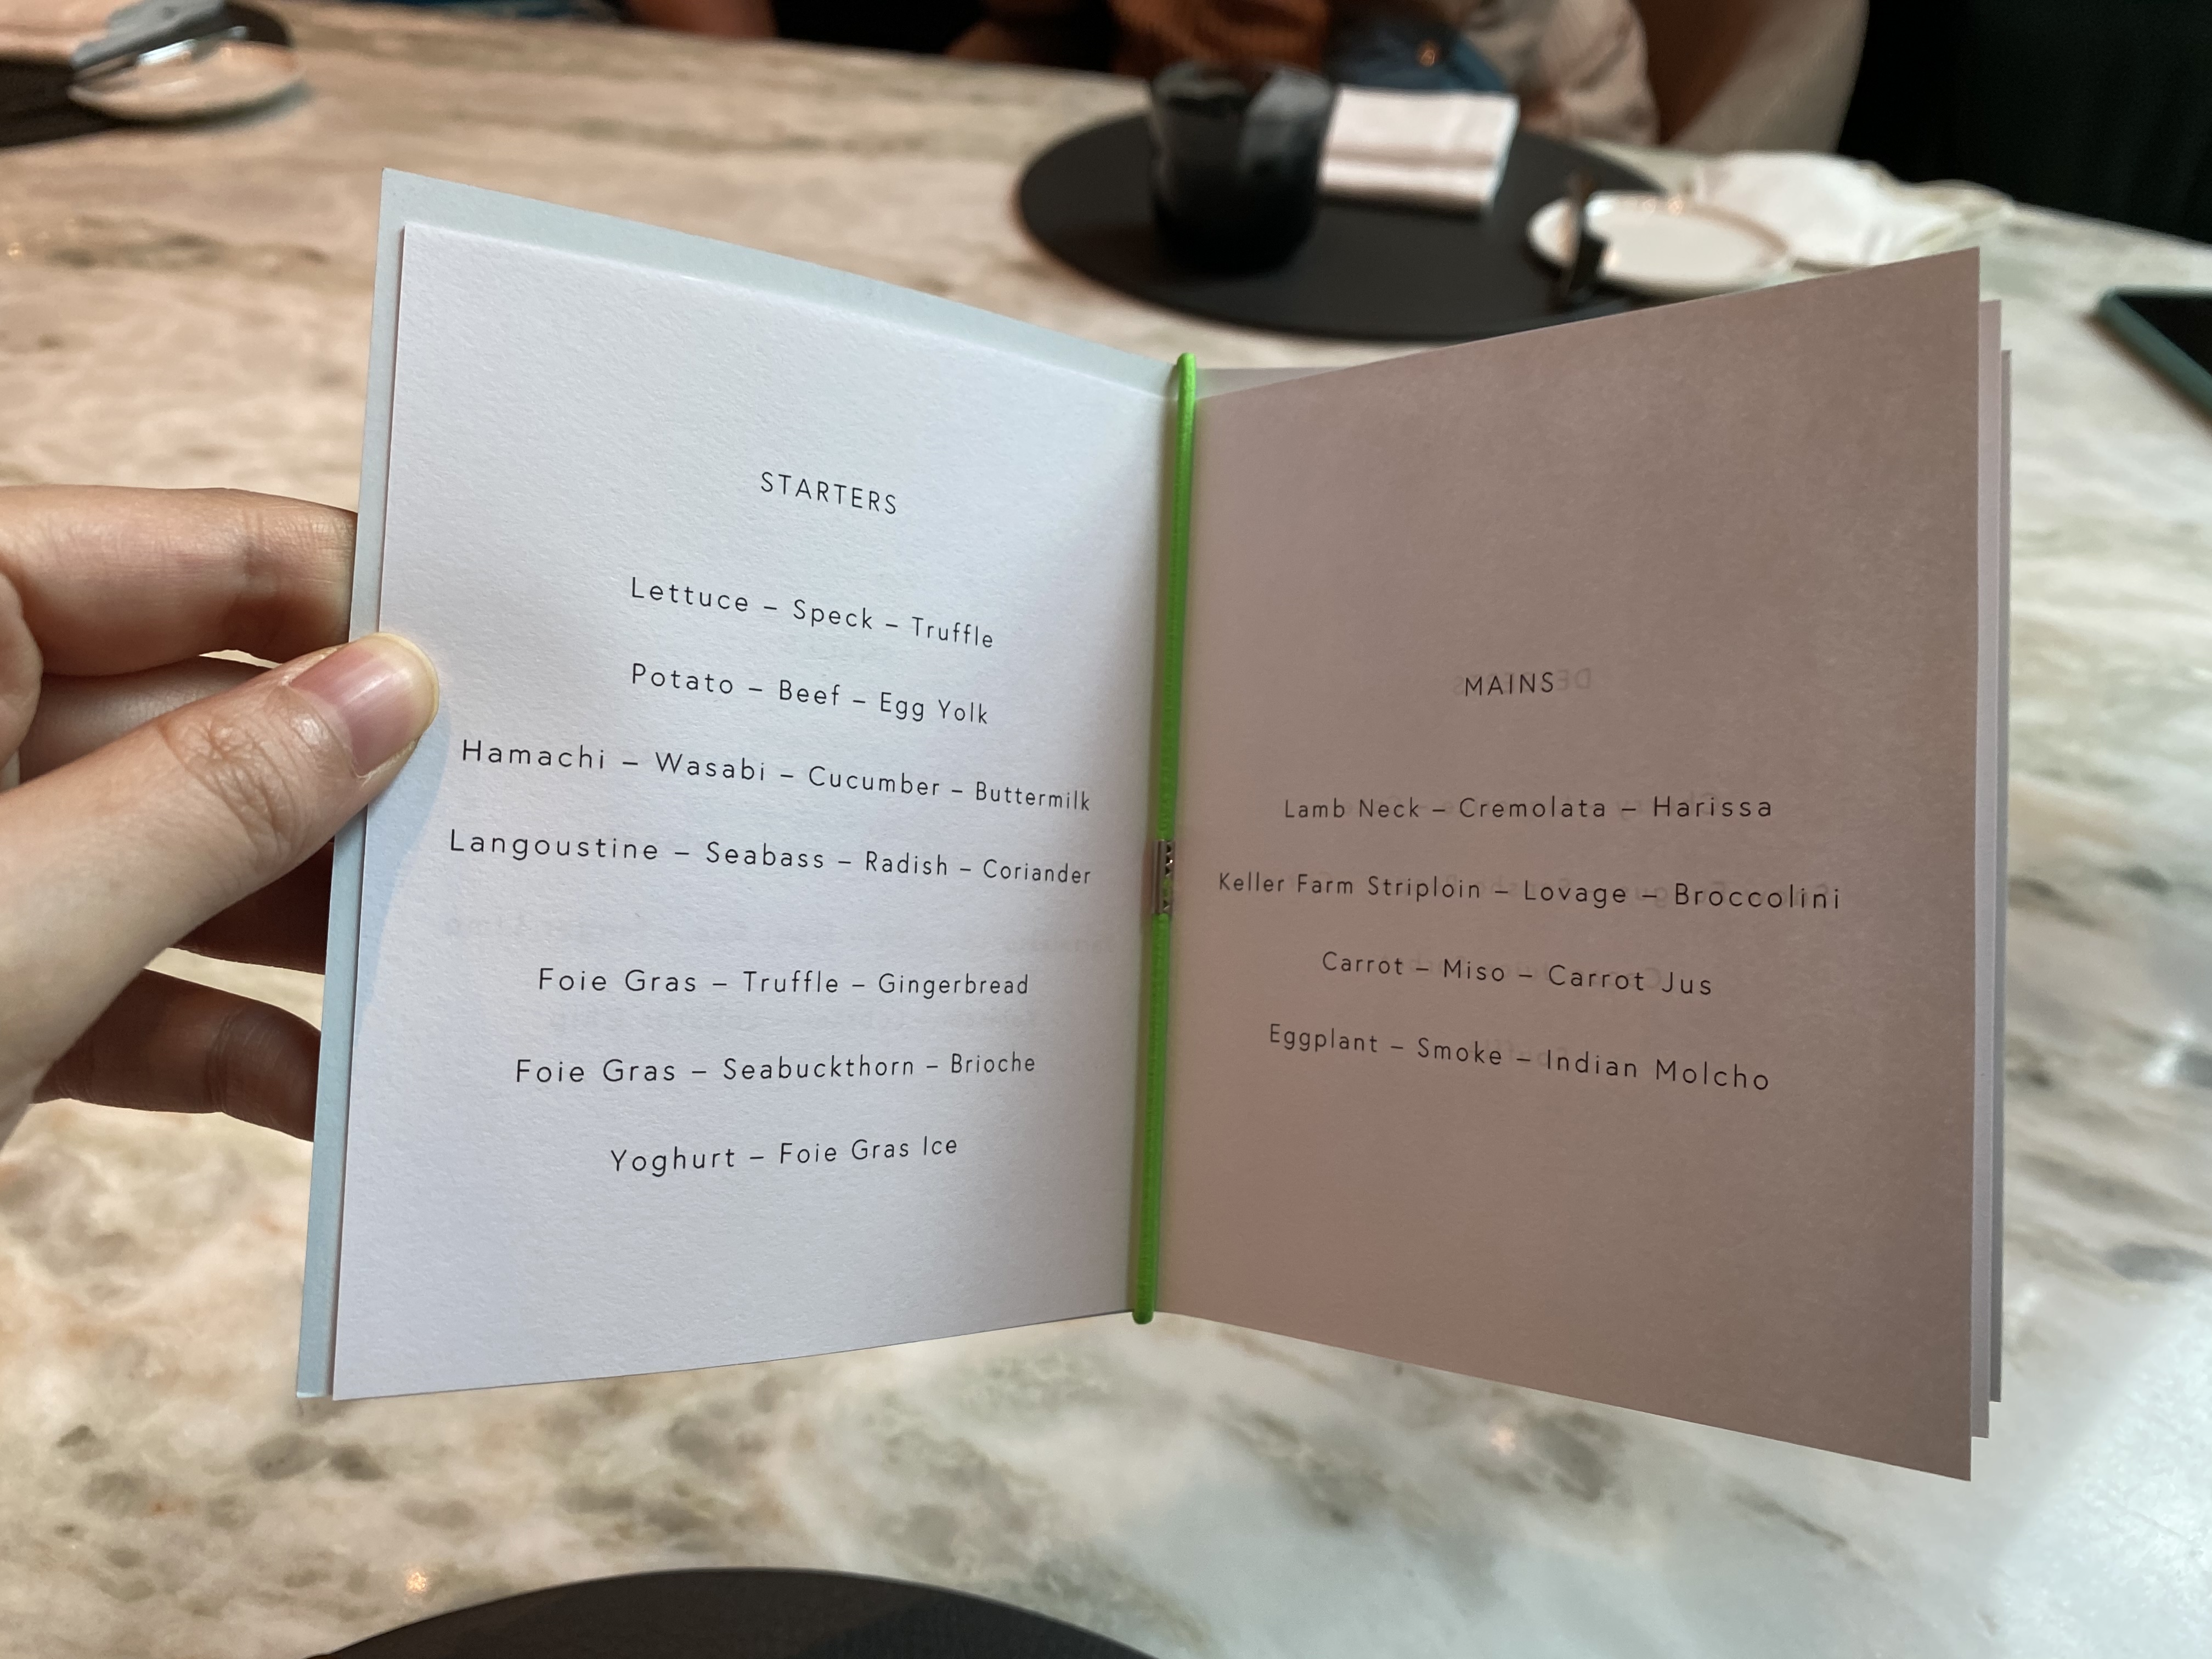 STARTERS
Lettuce – Speck – Truffle
Potato – Beef – Egg Yolk
Hamachi – Wasabi – Cucumber – Buttermilk
Langoustine – Seabass – Radish – Coriander
Foie Gras – Truffle – Gingerbread
Foie Gras – Seabuckthorn – Brioche
Yoghurt – Foie Gras Ice
MAINS
Lamb Neck – Cremolata – Harissa
Keller Farm Striploin – Lovage – Broccolini
Carrot – Miso – Carrot Jus
Eggplant – Smoke – Indian Molcho